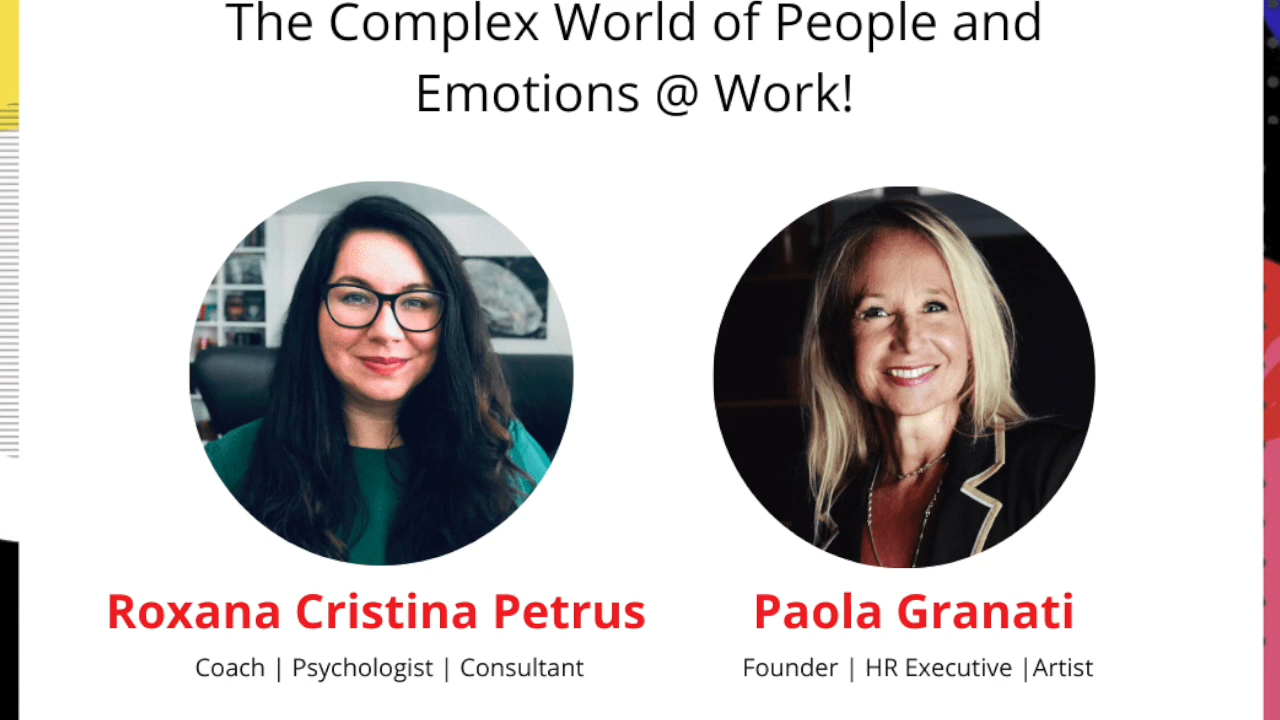 The Complex World of People and
Emotions @ Work!
Roxana Cristina Petrus
Paola Granati
Coach | Psychologist | Consultant
Founder | HR Executive |Artist